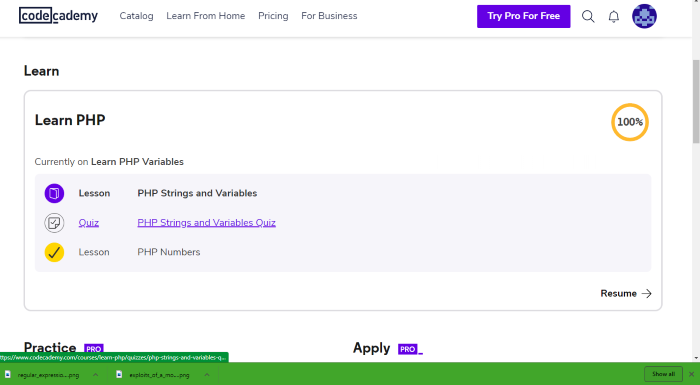 codecademy Catalog Learn From Home Pricing For Business Try Pro For Free
Learn
Learn PHP
100%
Currently on Learn PHP Variables
Lesson PHP Strings and Variables
Quiz PHP Strings and Variables Quiz
Lesson PHP Numbers
Resume
Practice PRO Apply PRO
ttps://www.codecademy.com/courses/learn-php/quizzes/php-strings-and-variables-q...
regular_expressio....png exploits_of_a_mo....png Show all